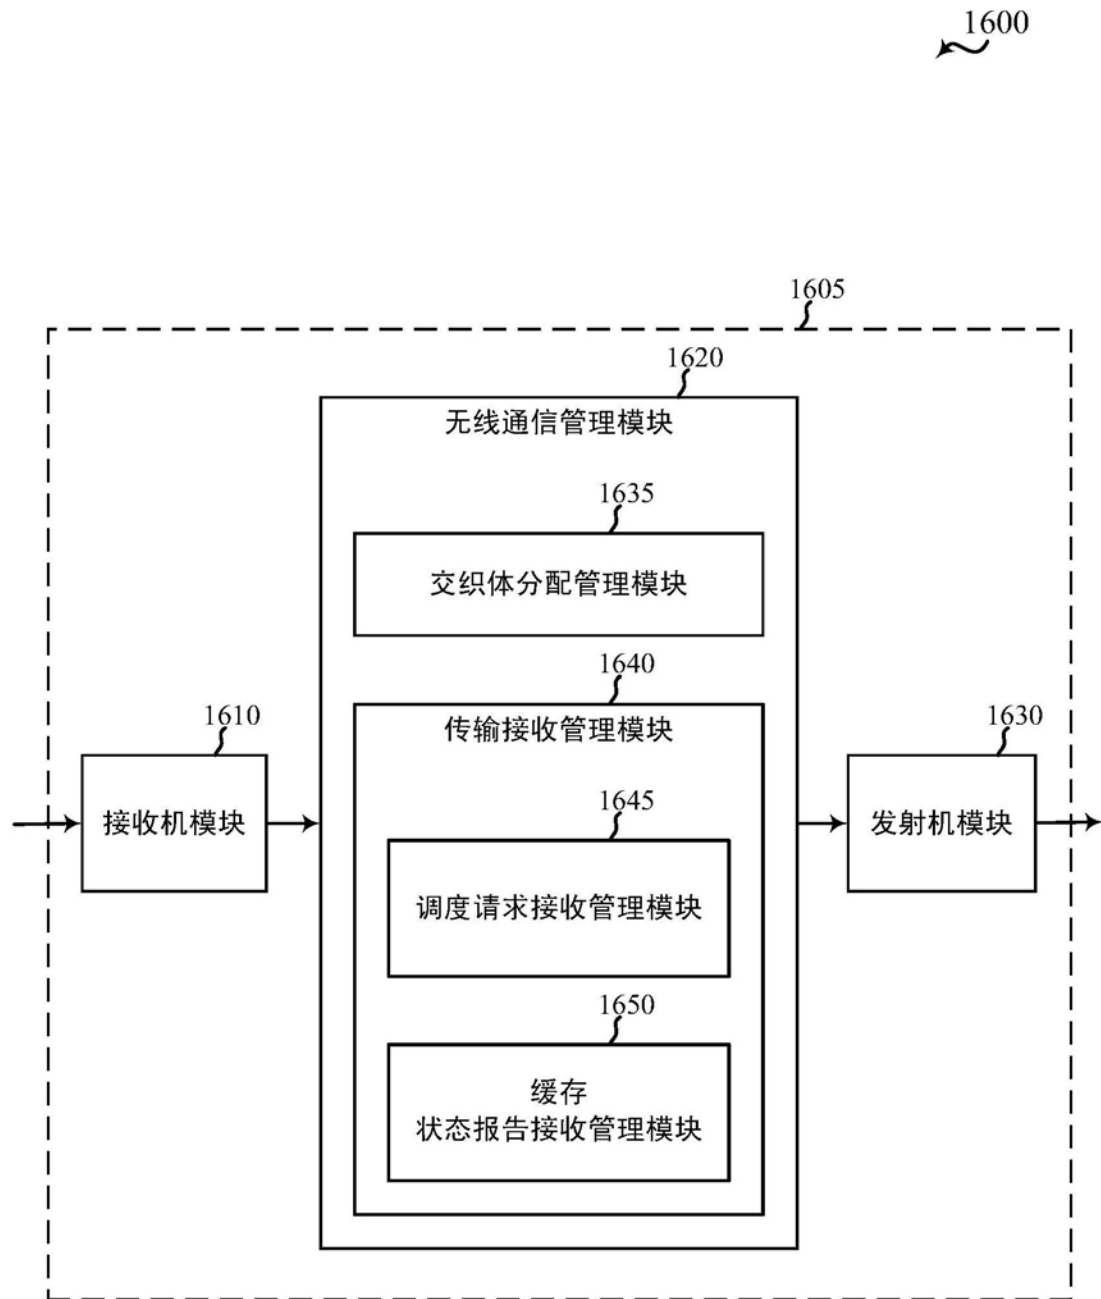 1600
1605
1620
无线通信管理模块
1635
交织体分配管理模块
1640
传输接收管理模块
1610
接收机模块
1630
发射机模块
1645
调度请求接收管理模块
1650
缓存
状态报告接收管理模块